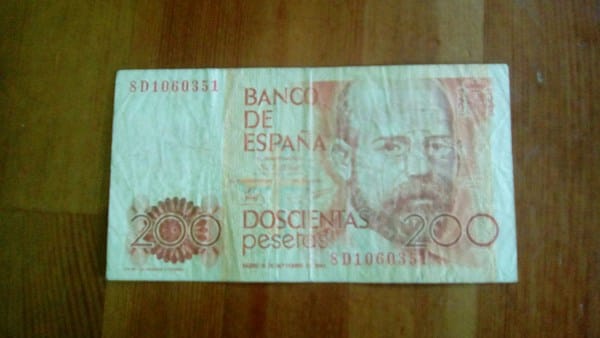 8D1060351
BANCO
DE
ESPAÑA
200
DOSCIENTAS
pesetas
200
8D1060351